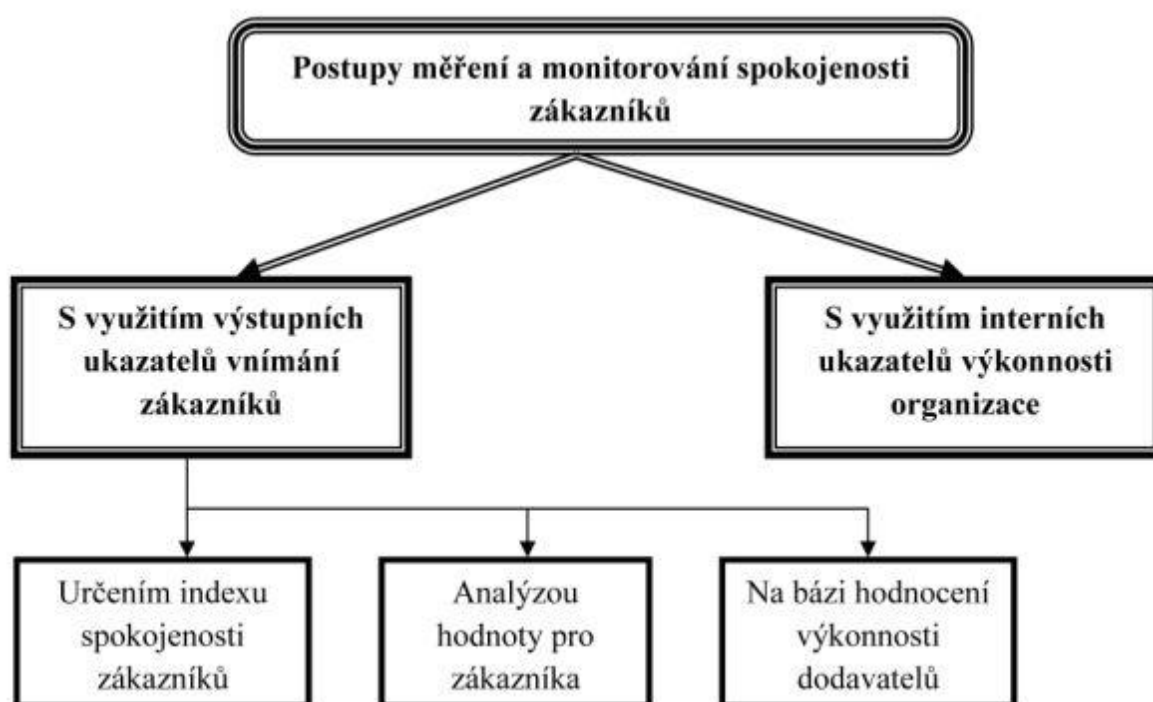 Postupy měření a monitorování spokojenosti
zákazníků
S využitím výstupních
ukazatelů vnímání
zákazníků
S využitím interních
ukazatelů výkonnosti
organizace
Určením indexu
spokojenosti
zákazníků
Analýzou
hodnoty pro
zákazníka
Na bázi hodnocení
výkonnosti
dodavatelů